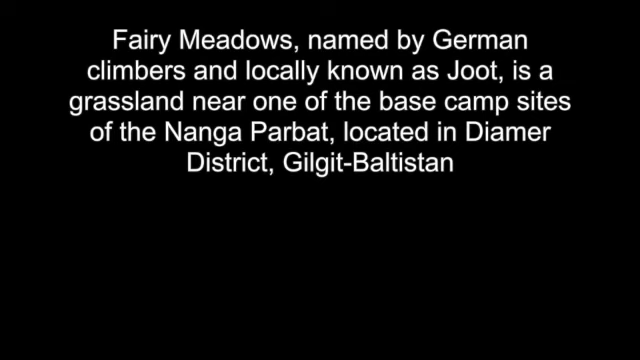 Fairy Meadows, named by German
climbers and locally known as Joot, is a
grassland near one of the base camp sites
of the Nanga Parbat, located in Diamer
District, Gilgit-Baltistan